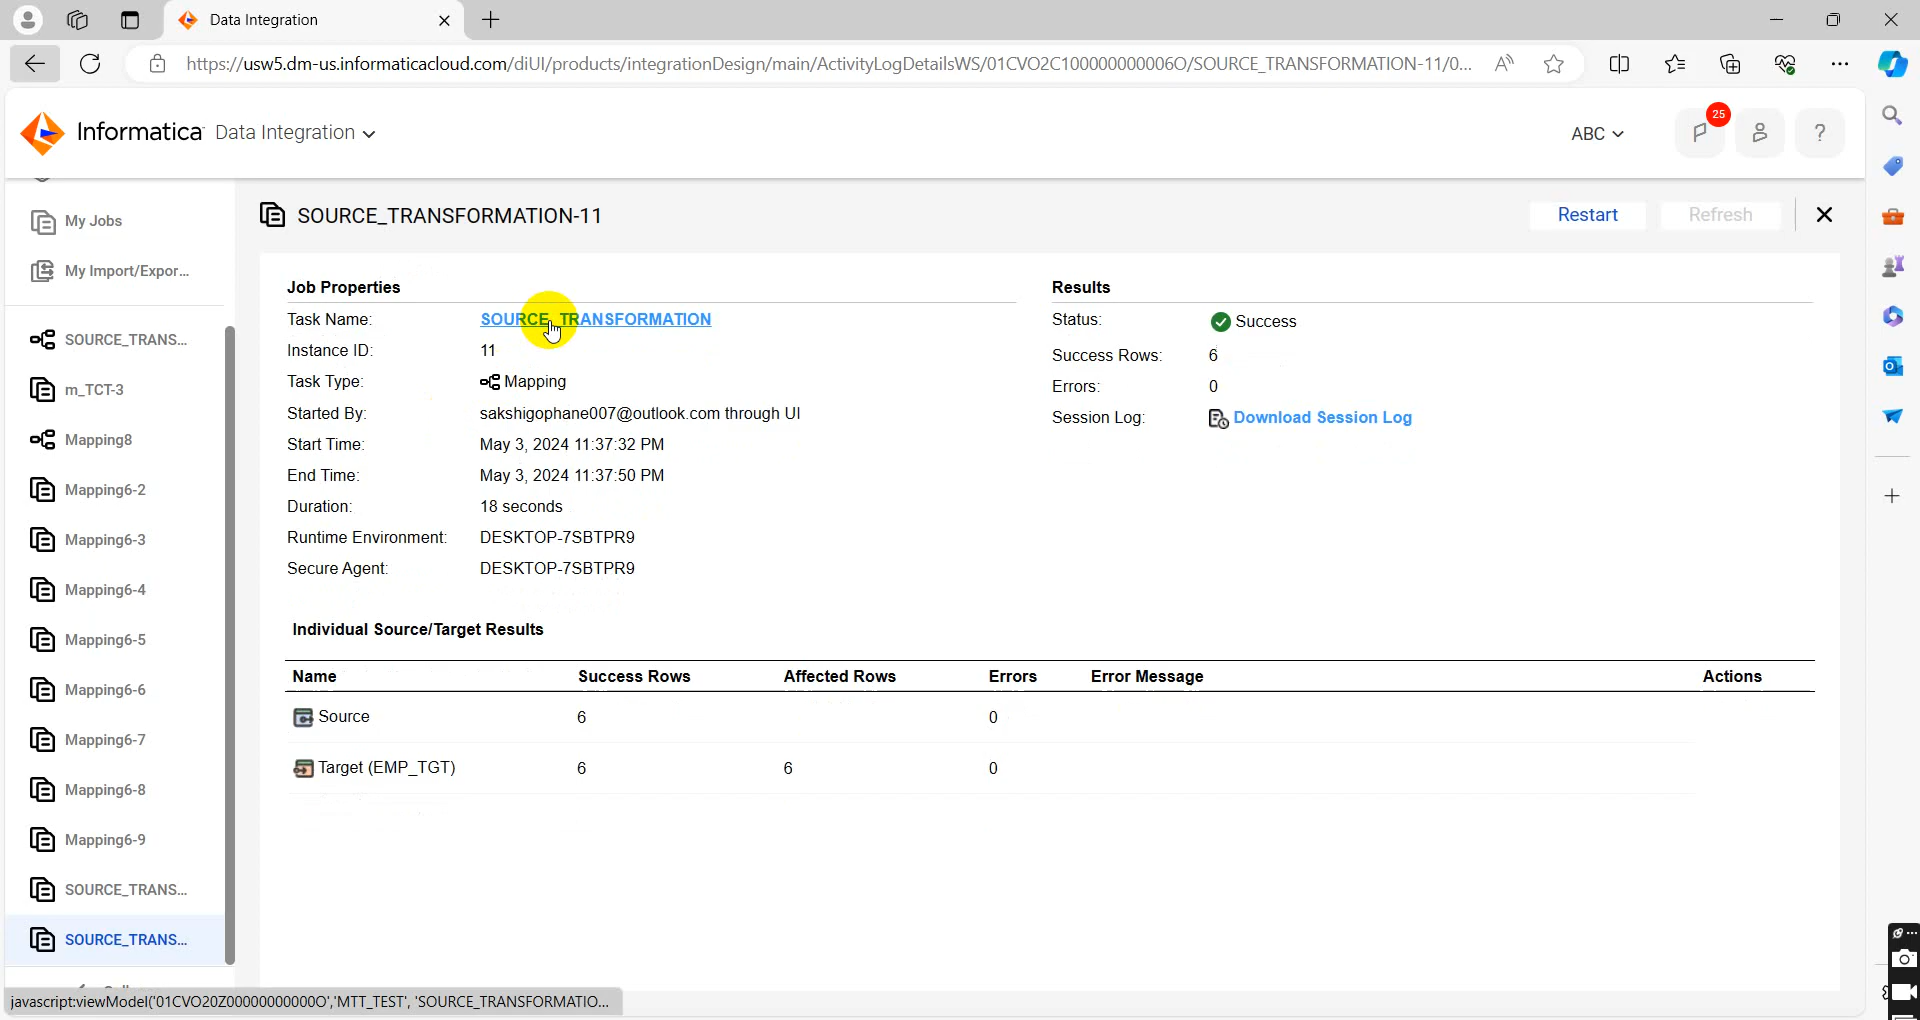 Data Integration
https://usw5.dm-us.informaticacloud.com/diUI/products/integrationDesign/main/ActivityLogDetailsWS/01CVO2C100000000006O/SOURCE_TRANSFORMATION-11/0...
Informatica Data Integration
ABC
25
?
My Jobs
My Import/Expor...
SOURCE_TRANS...
m_TCT-3
Mapping8
Mapping6-2
Mapping6-3
Mapping6-4
Mapping6-5
Mapping6-6
Mapping6-7
Mapping6-8
Mapping6-9
SOURCE_TRANS...
SOURCE_TRANS...
SOURCE_TRANSFORMATION-11
Restart
Refresh
Job Properties
Task Name: SOURCE_TRANSFORMATION
Instance ID: 11
Task Type: Mapping
Started By: sakshigophane007@outlook.com through UI
Start Time: May 3, 2024 11:37:32 PM
End Time: May 3, 2024 11:37:50 PM
Duration: 18 seconds
Runtime Environment: DESKTOP-7SBTPR9
Secure Agent: DESKTOP-7SBTPR9
Results
Status: Success
Success Rows: 6
Errors: 0
Session Log: Download Session Log
Individual Source/Target Results
Name Success Rows Affected Rows Errors Error Message Actions
Source 6 0
Target (EMP_TGT) 6 6 0
javascript:viewModel('01CVO20Z00000000000O','MTT_TEST', 'SOURCE_TRANSFORMATIO...